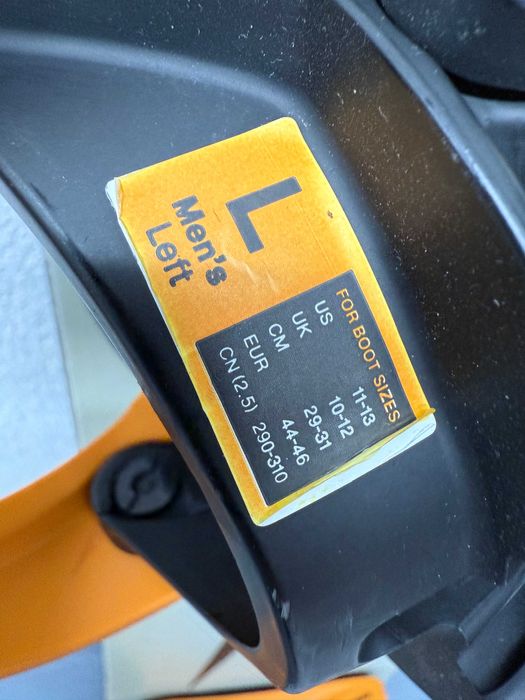 L
Men's
Left
FOR BOOT SIZES
US 11-13
UK 10-12
CM 29-31
EUR 44-46
CN (2.5) 290-310